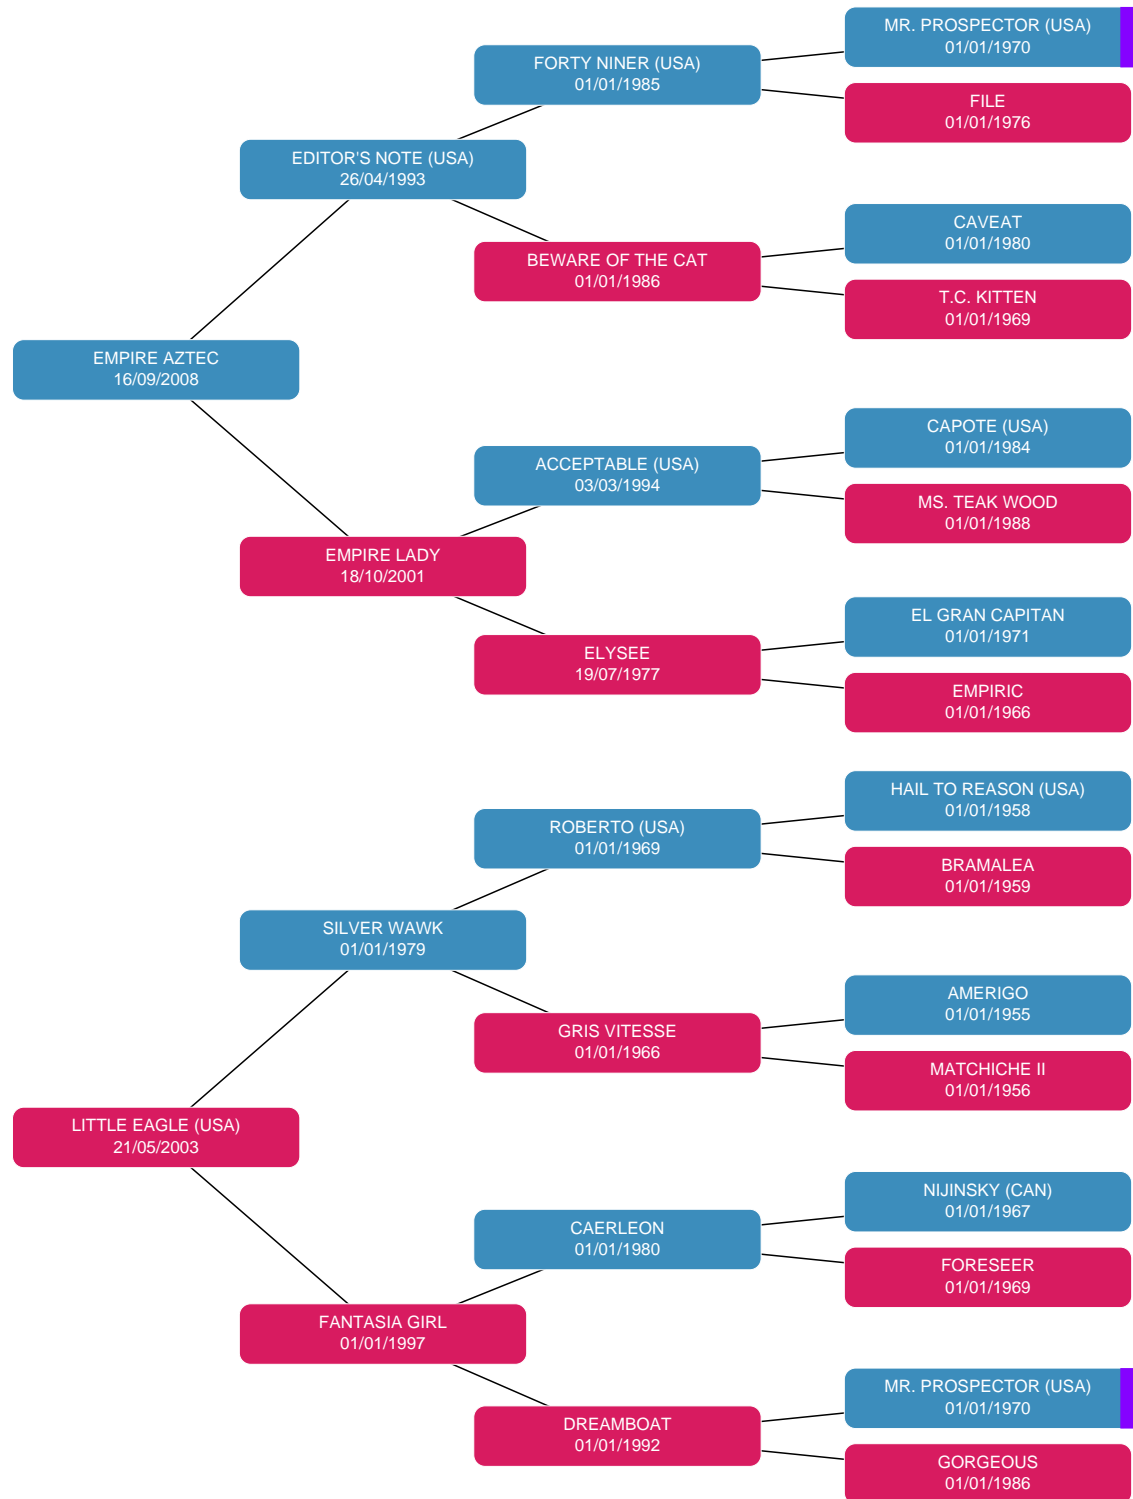 MR. PROSPECTOR (USA)
01/01/1970
FORTY NINER (USA)
01/01/1985
FILE
01/01/1976
EDITOR'S NOTE (USA)
26/04/1993
CAVEAT
01/01/1980
BEWARE OF THE CAT
01/01/1986
T.C. KITTEN
01/01/1969
EMPIRE AZTEC
16/09/2008
CAPOTE (USA)
01/01/1984
ACCEPTABLE (USA)
03/03/1994
MS. TEAK WOOD
01/01/1988
EMPIRE LADY
18/10/2001
EL GRAN CAPITAN
01/01/1971
ELYSEE
19/07/1977
EMPIRIC
01/01/1966
HAIL TO REASON (USA)
01/01/1958
ROBERTO (USA)
01/01/1969
BRAMALEA
01/01/1959
SILVER WAWK
01/01/1979
AMERIGO
01/01/1955
GRIS VITESSE
01/01/1966
MATCHICHE II
01/01/1956
LITTLE EAGLE (USA)
21/05/2003
NIJINSKY (CAN)
01/01/1967
CAERLEON
01/01/1980
FORESEER
01/01/1969
FANTASIA GIRL
01/01/1997
MR. PROSPECTOR (USA)
01/01/1970
DREAMBOAT
01/01/1992
GORGEOUS
01/01/1986